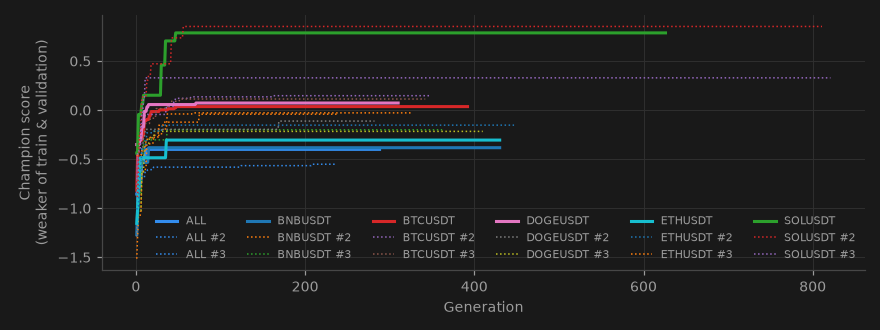 Champion score
(weaker of train & validation)
0.5
0.0
−0.5
−1.0
−1.5
ALL BNBUSDT BTCUSDT DOGEUSDT ETHUSDT SOLUSDT
ALL #2 BNBUSDT #2 BTCUSDT #2 DOGEUSDT #2 ETHUSDT #2 SOLUSDT #2
ALL #3 BNBUSDT #3 BTCUSDT #3 DOGEUSDT #3 ETHUSDT #3 SOLUSDT #3
0 200 400 600 800
Generation